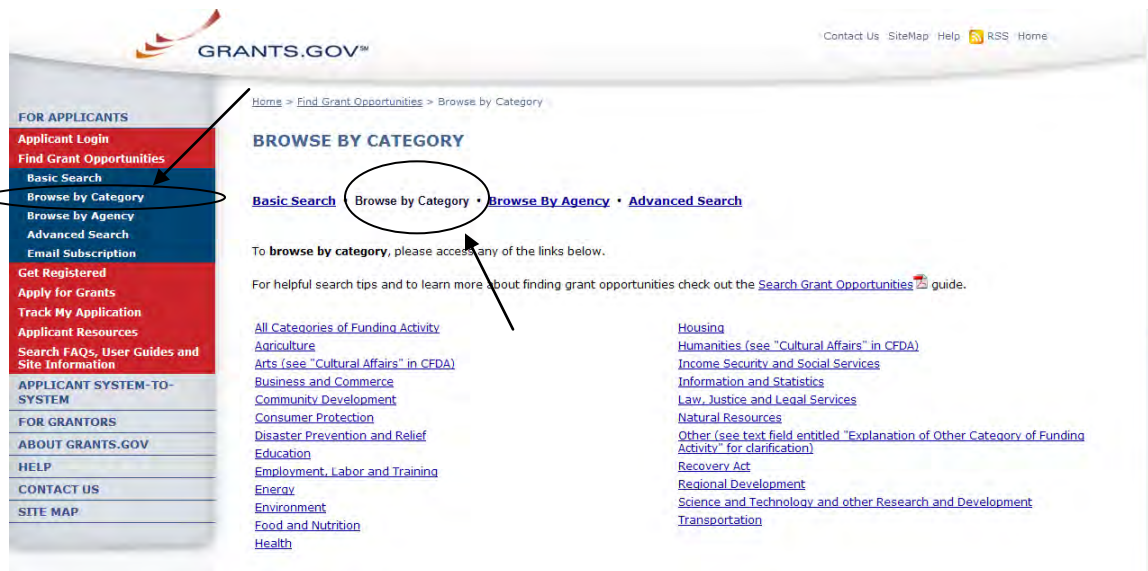 GRANTS.GOV℠
Contact Us SiteMap Help RSS Home
FOR APPLICANTS
Applicant Login
Find Grant Opportunities
Basic Search
Browse by Category
Browse by Agency
Advanced Search
Email Subscription
Get Registered
Apply for Grants
Track My Application
Applicant Resources
Search FAQs, User Guides and
Site Information
APPLICANT SYSTEM-TO-
SYSTEM
FOR GRANTORS
ABOUT GRANTS.GOV
HELP
CONTACT US
SITE MAP
Home > Find Grant Opportunities > Browse by Category
BROWSE BY CATEGORY
Basic Search • Browse by Category • Browse By Agency • Advanced Search
To browse by category, please access any of the links below.
For helpful search tips and to learn more about finding grant opportunities check out the Search Grant Opportunities guide.
All Categories of Funding Activity
Agriculture
Arts (see "Cultural Affairs" in CFDA)
Business and Commerce
Community Development
Consumer Protection
Disaster Prevention and Relief
Education
Employment, Labor and Training
Energy
Environment
Food and Nutrition
Health
Housing
Humanities (see "Cultural Affairs" in CFDA)
Income Security and Social Services
Information and Statistics
Law, Justice and Legal Services
Natural Resources
Other (see text field entitled "Explanation of Other Category of Funding
Activity" for clarification)
Recovery Act
Regional Development
Science and Technology and other Research and Development
Transportation